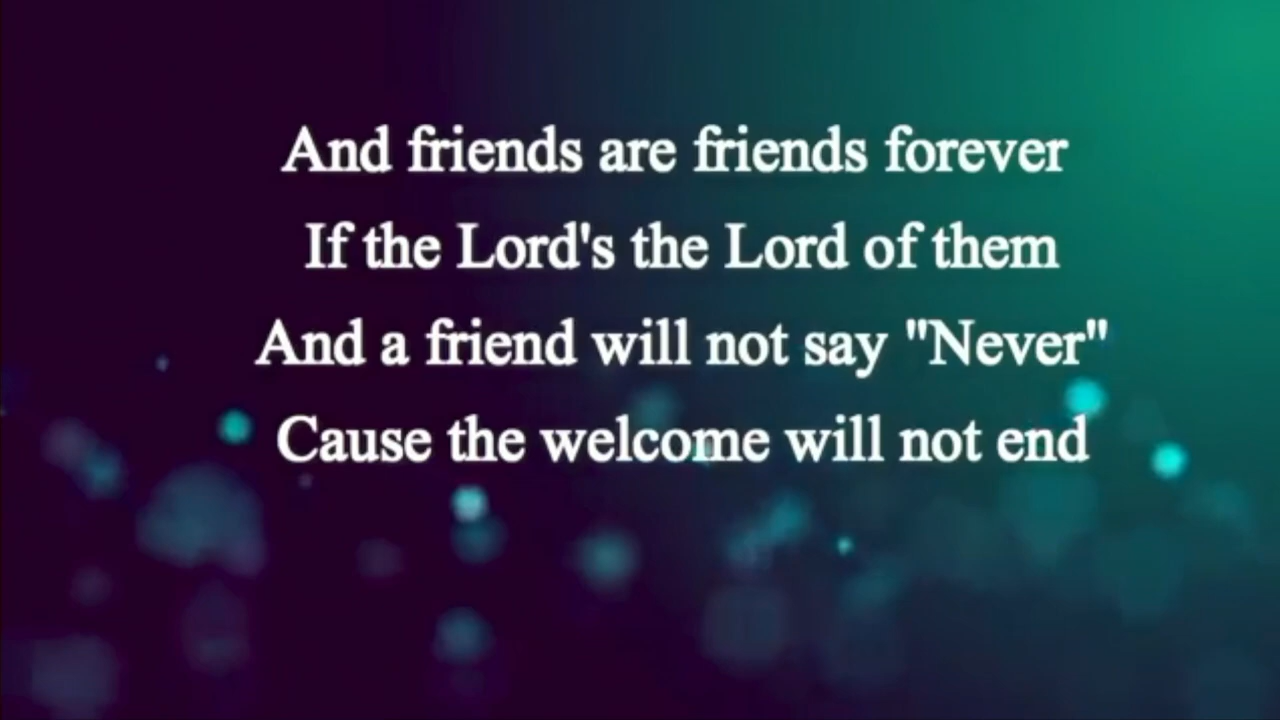 And friends are friends forever
If the Lord's the Lord of them
And a friend will not say "Never"
Cause the welcome will not end